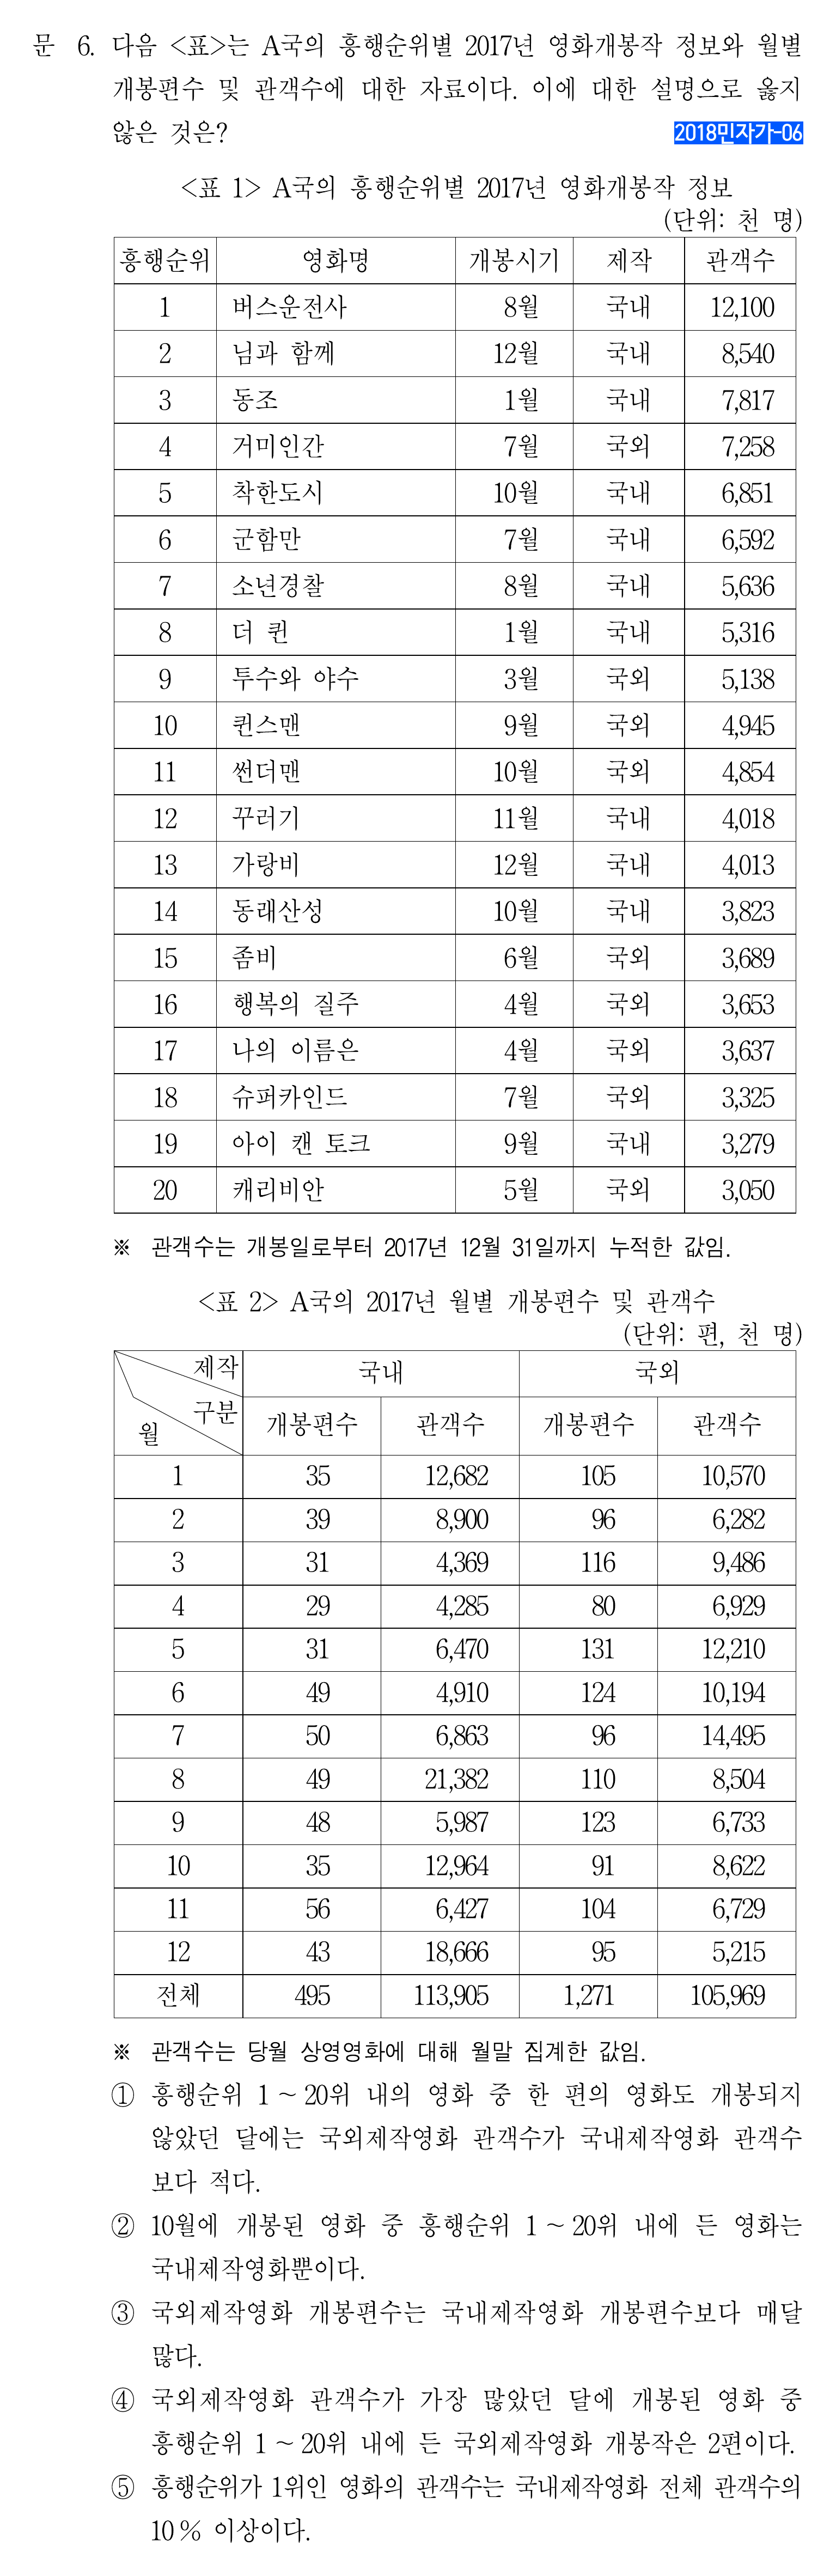 문 6. 다음 <표>는 A국의 흥행순위별 2017년 영화개봉작 정보와 월별
개봉편수 및 관객수에 대한 자료이다. 이에 대한 설명으로 옳지
않은 것은?
2018민자가-06
<표 1> A국의 흥행순위별 2017년 영화개봉작 정보
(단위: 천 명)
흥행순위 영화명 개봉시기 제작 관객수
1 버스운전사 8월 국내 12,100
2 님과 함께 12월 국내 8,540
3 동조 1월 국내 7,817
4 거미인간 7월 국외 7,258
5 착한도시 10월 국내 6,851
6 군함만 7월 국내 6,592
7 소년경찰 8월 국내 5,636
8 더 퀸 1월 국내 5,316
9 투수와 야수 3월 국외 5,138
10 퀸스맨 9월 국외 4,945
11 썬더맨 10월 국외 4,854
12 꾸러기 11월 국내 4,018
13 가랑비 12월 국내 4,013
14 동래산성 10월 국내 3,823
15 좀비 6월 국외 3,689
16 행복의 질주 4월 국외 3,653
17 나의 이름은 4월 국외 3,637
18 슈퍼카인드 7월 국외 3,325
19 아이 캔 토크 9월 국내 3,279
20 캐리비안 5월 국외 3,050
※ 관객수는 개봉일로부터 2017년 12월 31일까지 누적한 값임.
<표 2> A국의 2017년 월별 개봉편수 및 관객수
(단위: 편, 천 명)
제작 국내 국외
구분 개봉편수 관객수 개봉편수 관객수
월
1 35 12,682 105 10,570
2 39 8,900 96 6,282
3 31 4,369 116 9,486
4 29 4,285 80 6,929
5 31 6,470 131 12,210
6 49 4,910 124 10,194
7 50 6,863 96 14,495
8 49 21,382 110 8,504
9 48 5,987 123 6,733
10 35 12,964 91 8,622
11 56 6,427 104 6,729
12 43 18,666 95 5,215
전체 495 113,905 1,271 105,969
※ 관객수는 당월 상영영화에 대해 월말 집계한 값임.
① 흥행순위 1~20위 내의 영화 중 한 편의 영화도 개봉되지
않았던 달에는 국외제작영화 관객수가 국내제작영화 관객수
보다 적다.
② 10월에 개봉된 영화 중 흥행순위 1~20위 내에 든 영화는
국내제작영화뿐이다.
③ 국외제작영화 개봉편수는 국내제작영화 개봉편수보다 매달
많다.
④ 국외제작영화 관객수가 가장 많았던 달에 개봉된 영화 중
흥행순위 1~20위 내에 든 국외제작영화 개봉작은 2편이다.
⑤ 흥행순위가 1위인 영화의 관객수는 국내제작영화 전체 관객수의
10% 이상이다.